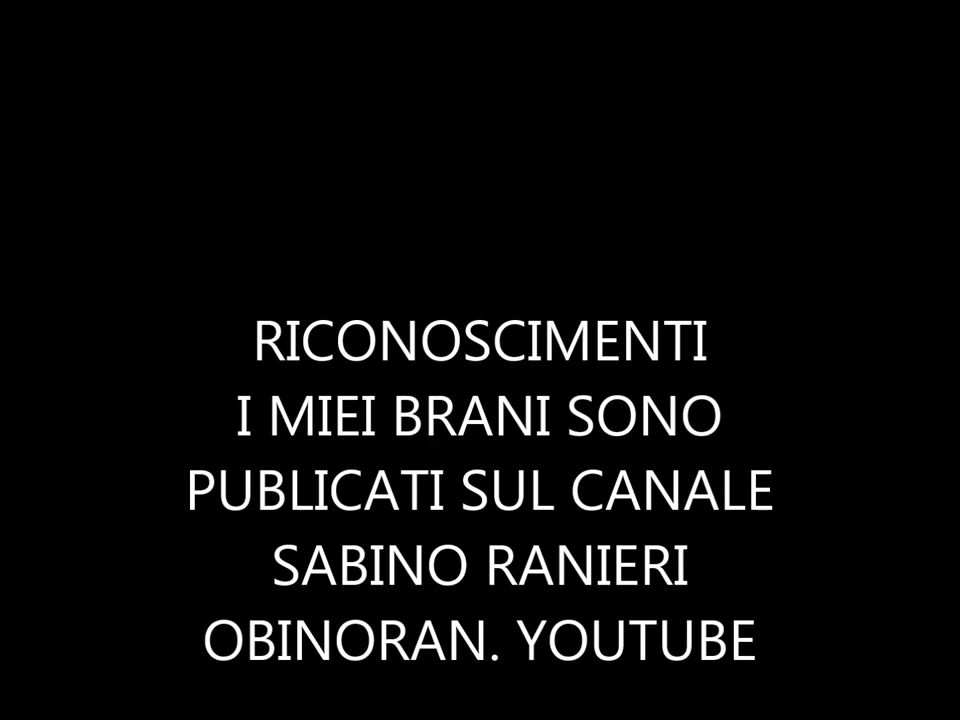 RICONOSCIMENTI
I MIEI BRANI SONO
PUBLICATI SUL CANALE
SABINO RANIERI
OBINORAN. YOUTUBE